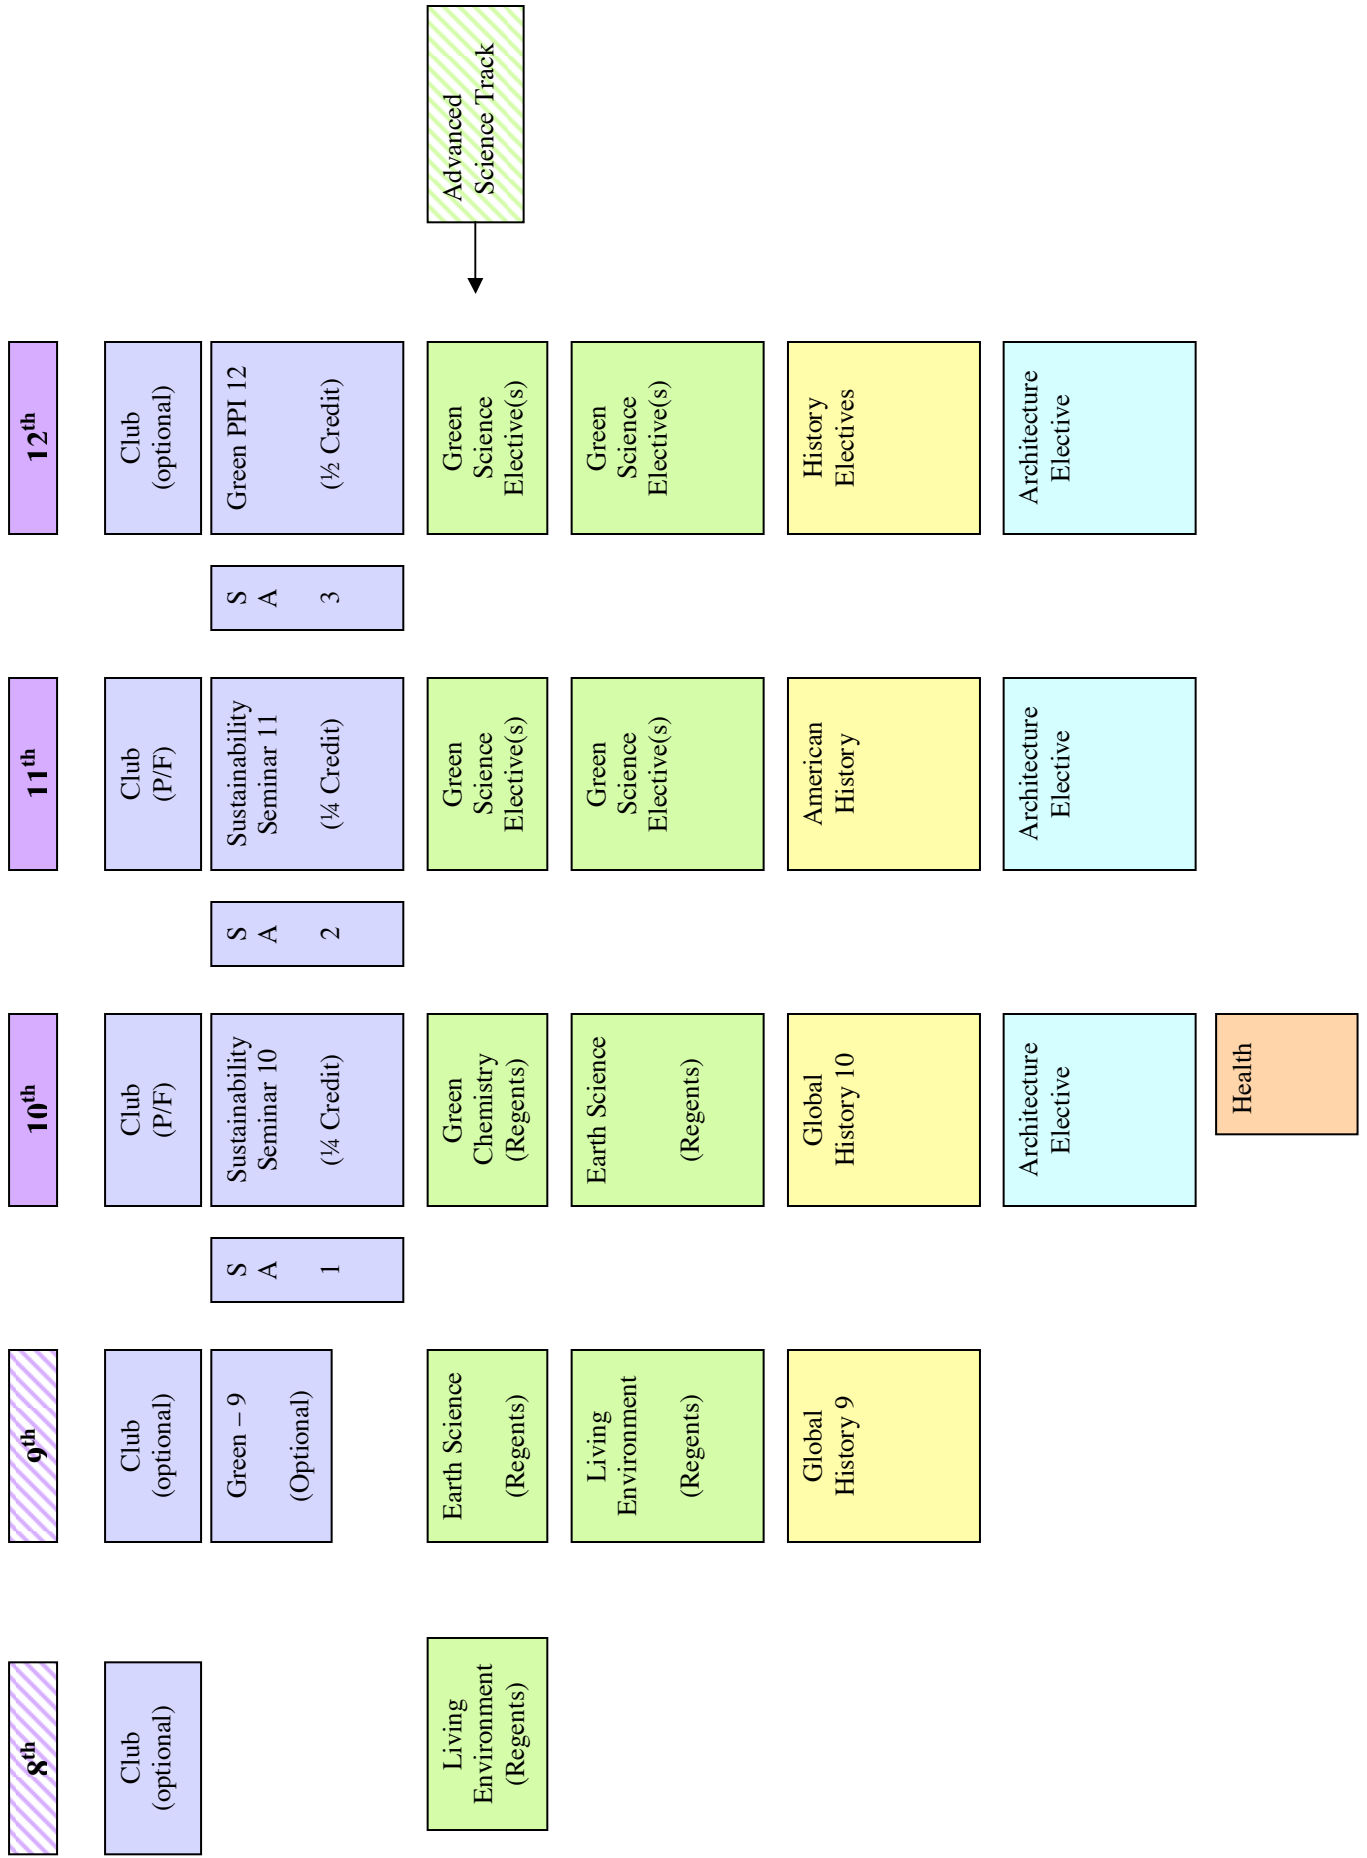 8th
9th
10th
11th
12th
Club
(optional)
Club
(optional)
Club
(P/F)
Club
(P/F)
Club
(optional)
Green – 9
(Optional)
S
A
1
Sustainability
Seminar 10
(¼ Credit)
S
A
2
Sustainability
Seminar 11
(¼ Credit)
S
A
3
Green PPI 12
(½ Credit)
Living
Environment
(Regents)
Earth Science
(Regents)
Green
Chemistry
(Regents)
Green
Science
Elective(s)
Green
Science
Elective(s)
Advanced
Science Track
Living
Environment
(Regents)
Earth Science
(Regents)
Green
Science
Elective(s)
Green
Science
Elective(s)
Global
History 9
Global
History 10
American
History
History
Electives
Architecture
Elective
Architecture
Elective
Architecture
Elective
Health